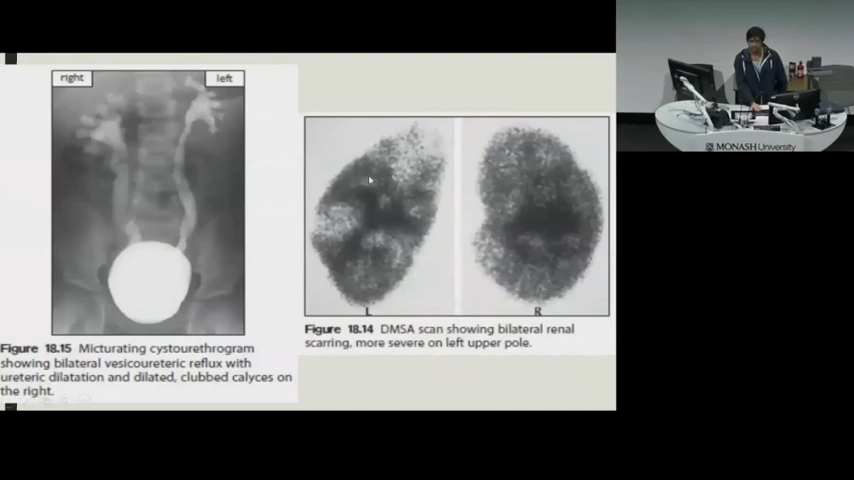 right
left
Figure 18.15 Micturating cystourethrogram
showing bilateral vesicoureteric reflux with
ureteric dilatation and dilated, clubbed calyces on
the right.
L
R
Figure 18.14 DMSA scan showing bilateral renal
scarring, more severe on left upper pole.
MONASH University